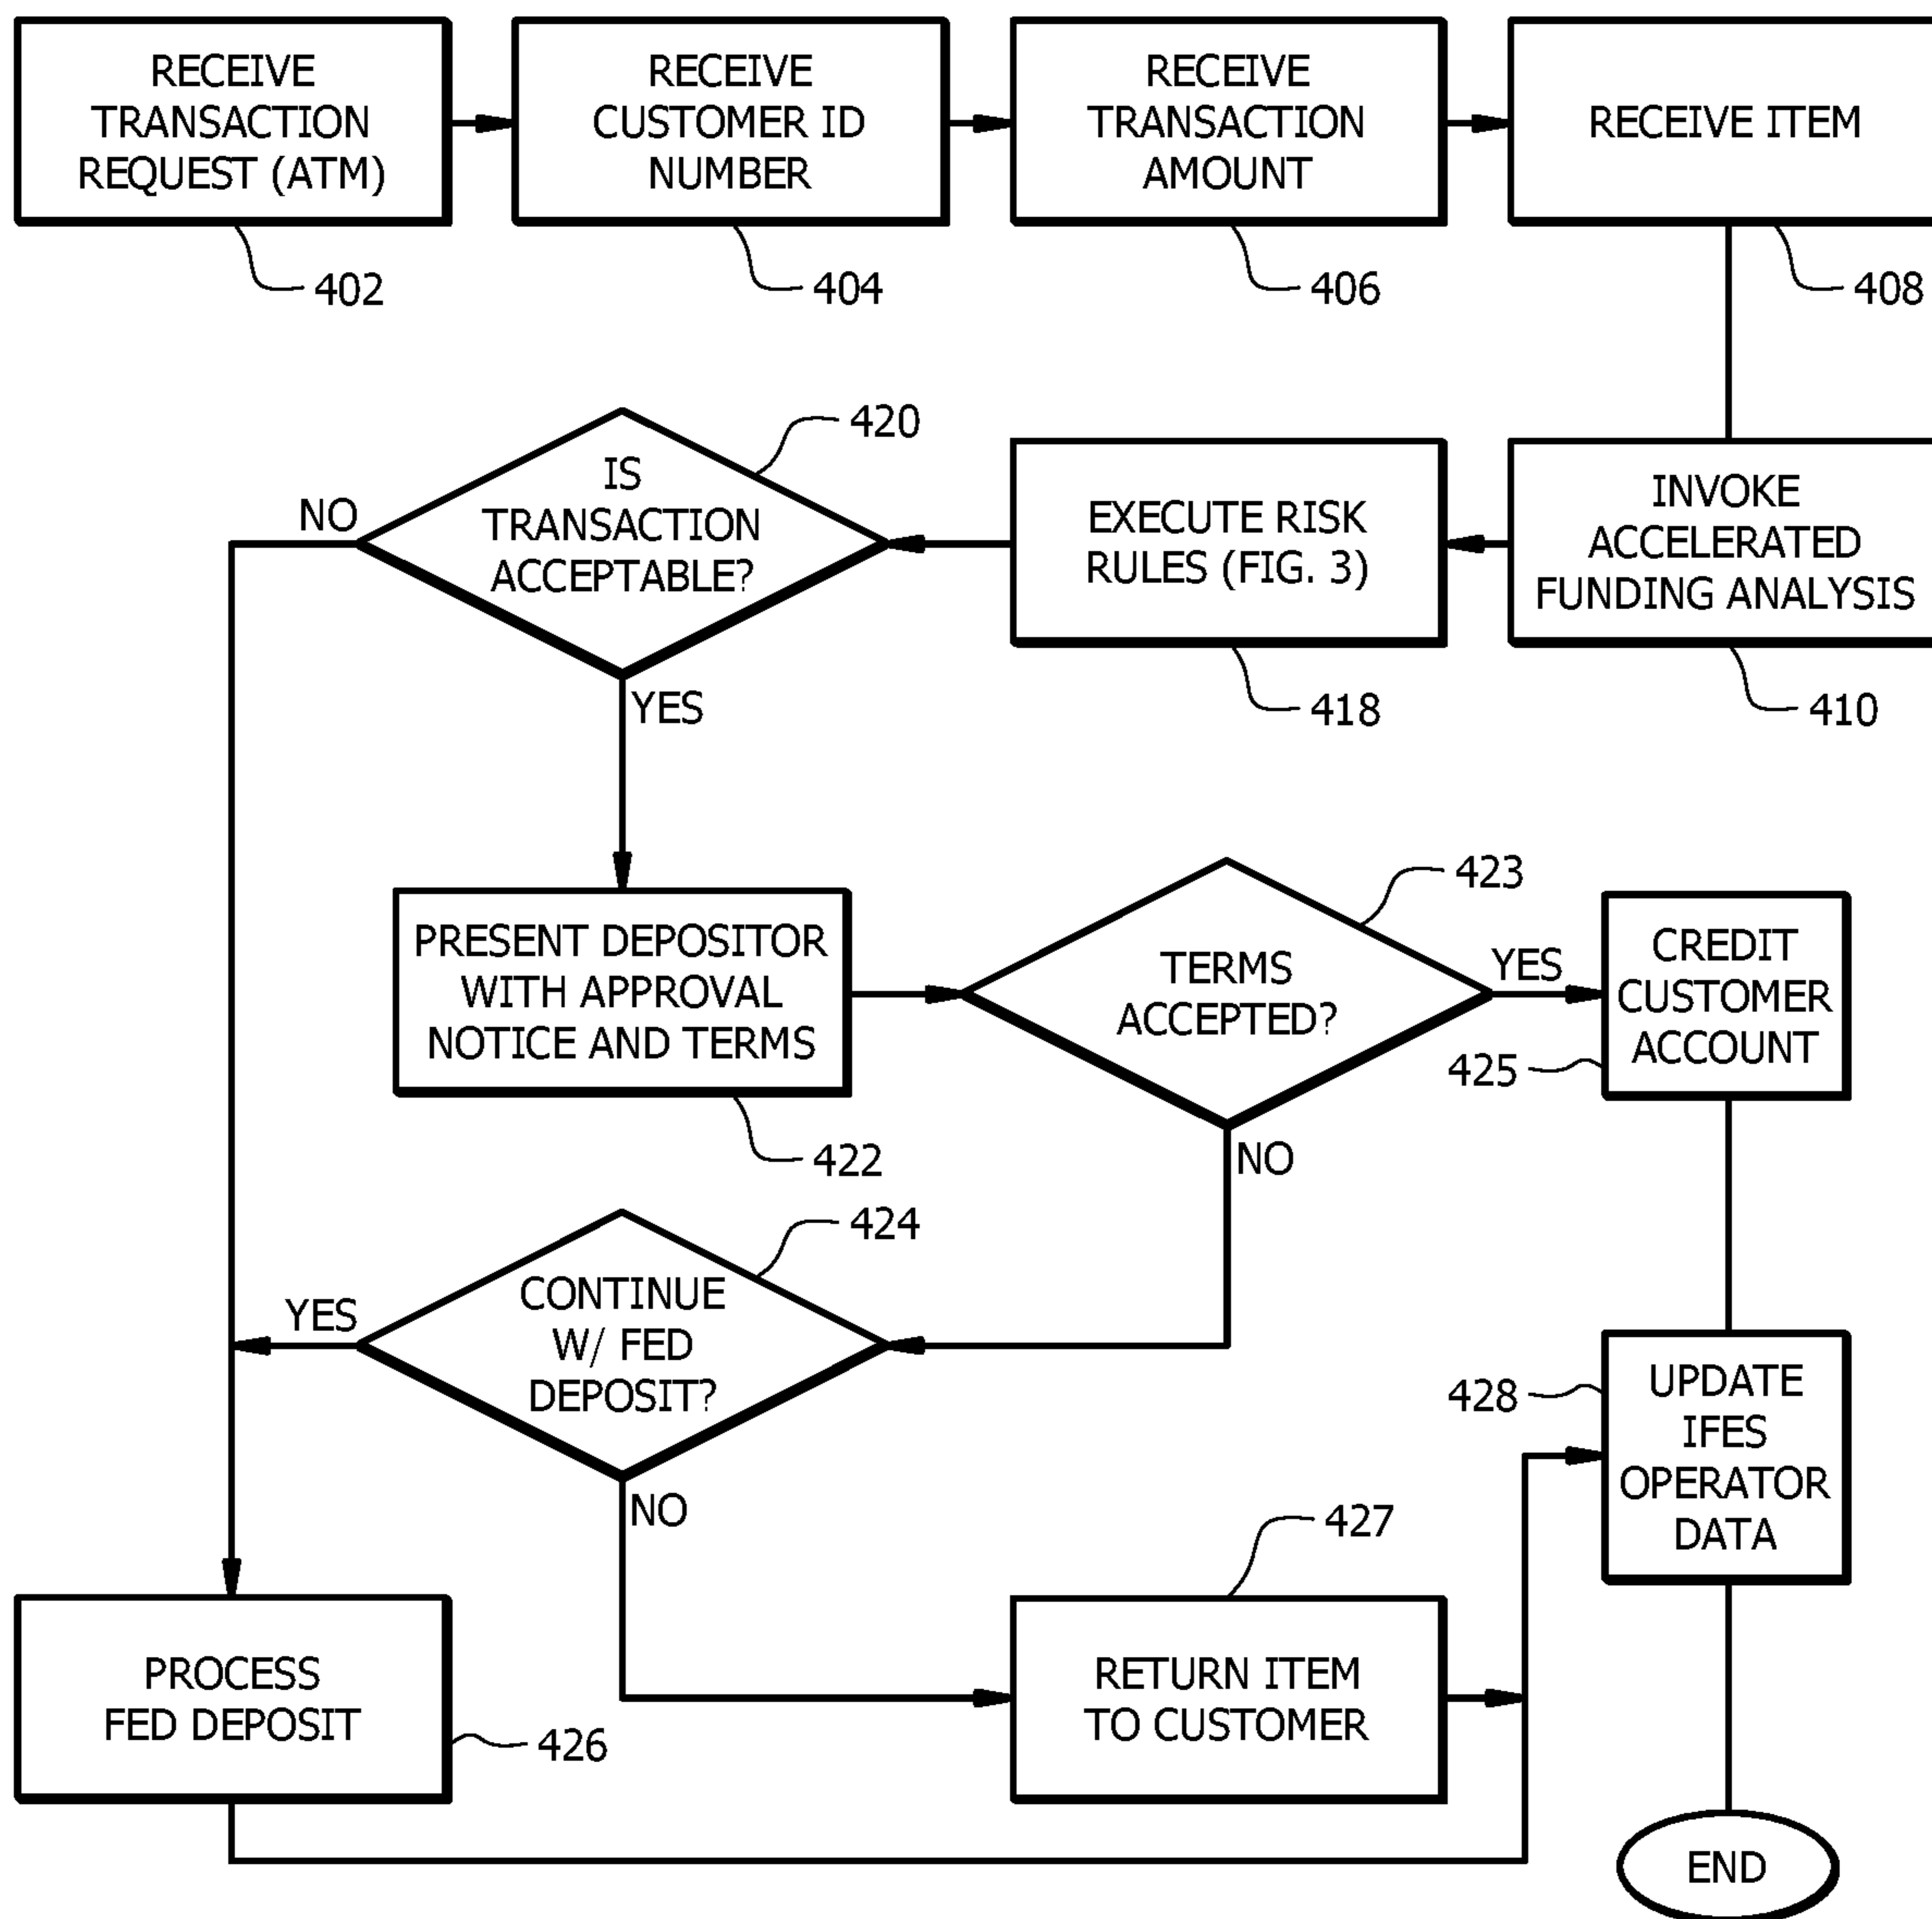 RECEIVE
TRANSACTION
REQUEST (ATM)
402
RECEIVE
CUSTOMER ID
NUMBER
404
RECEIVE
TRANSACTION
AMOUNT
406
RECEIVE ITEM
408
INVOKE
ACCELERATED
FUNDING ANALYSIS
410
EXECUTE RISK
RULES (FIG. 3)
418
IS
TRANSACTION
ACCEPTABLE?
420
NO
YES
PRESENT DEPOSITOR
WITH APPROVAL
NOTICE AND TERMS
422
TERMS
ACCEPTED?
423
YES
NO
CREDIT
CUSTOMER
ACCOUNT
425
CONTINUE
W/ FED
DEPOSIT?
424
YES
NO
UPDATE
IFES
OPERATOR
DATA
428
RETURN ITEM
TO CUSTOMER
427
PROCESS
FED DEPOSIT
426
END